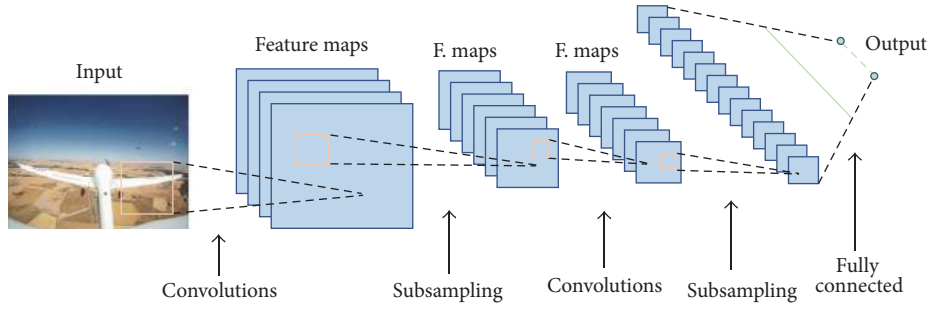 Input
Feature maps
F. maps
F. maps
Output
Convolutions
Subsampling
Convolutions
Subsampling
Fully
connected